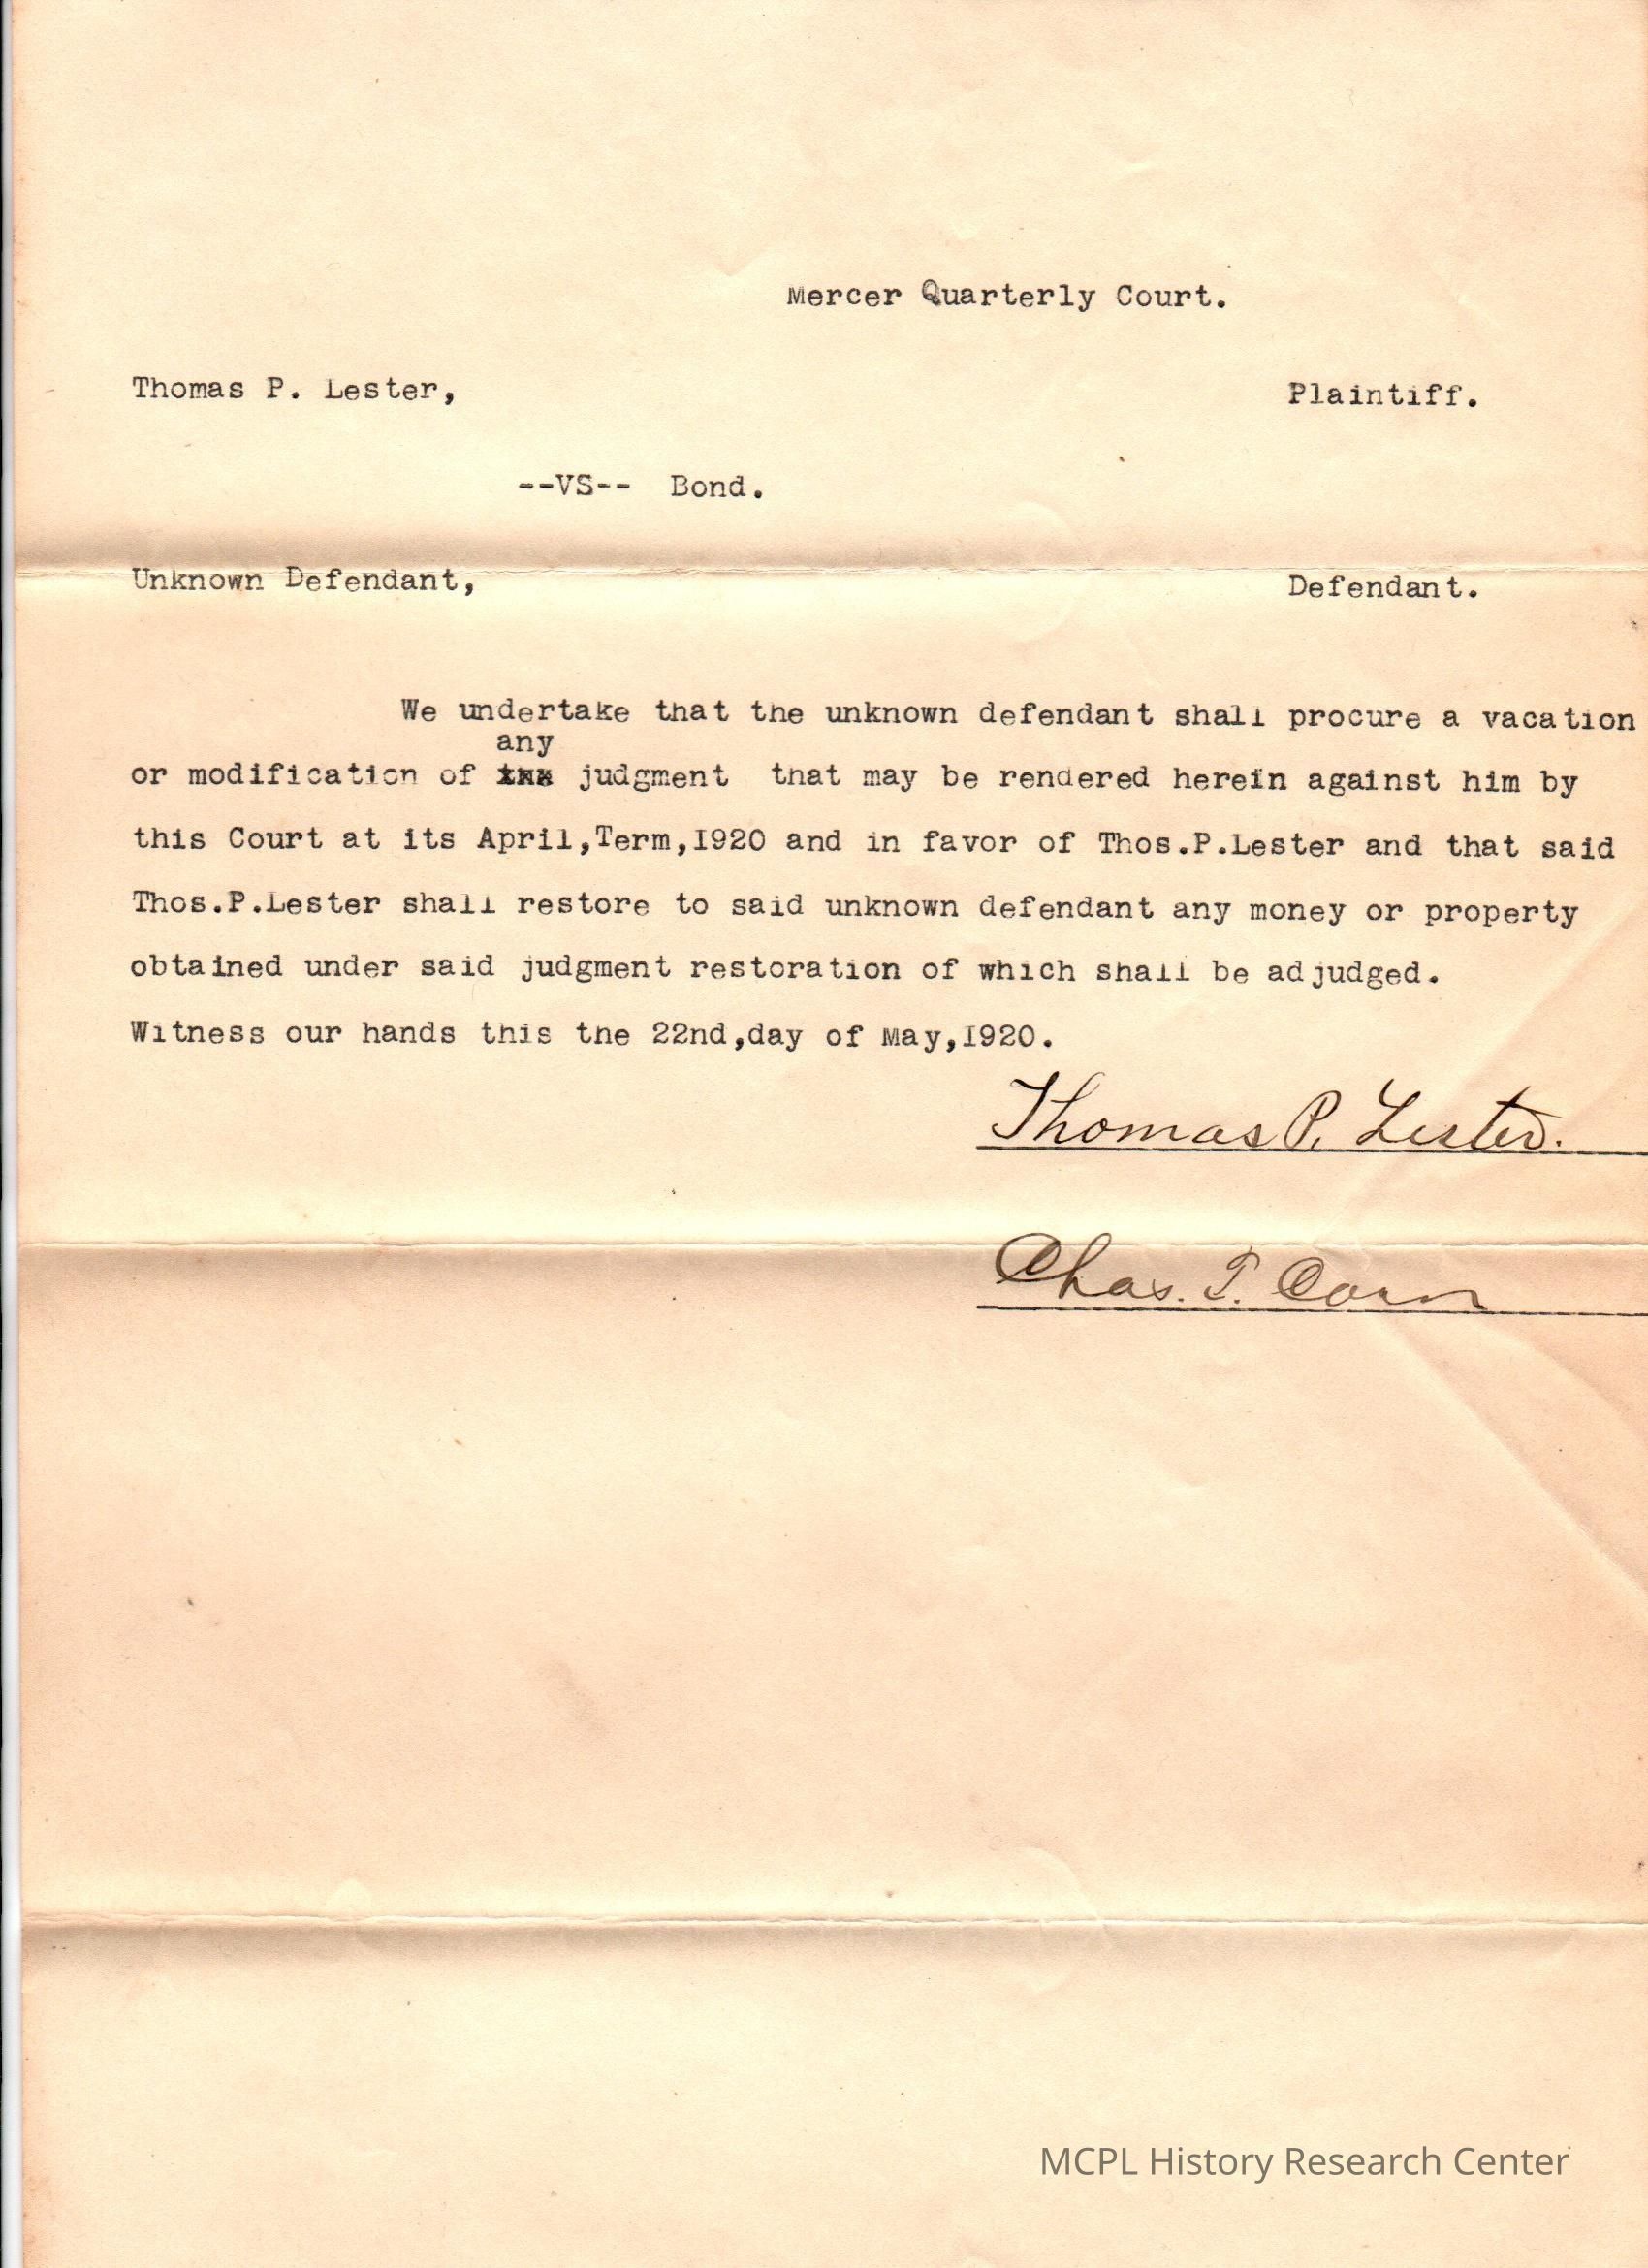 Mercer Quarterly Court.
Thomas P. Lester, Plaintiff.
--VS-- Bond.
Unknown Defendant, Defendant.
We undertake that the unknown defendant shall procure a vacation
any
or modification of judgment that may be rendered herein against him by
this Court at its April,Term,I920 and in favor of Thos.P.Lester and that said
Thos.P.Lester shall restore to said unknown defendant any money or property
obtained under said judgment restoration of which shall be adjudged.
Witness our hands this the 22nd,day of May,I920.
Thomas P. Lester.
Chas. T. Corn
MCPL History Research Center